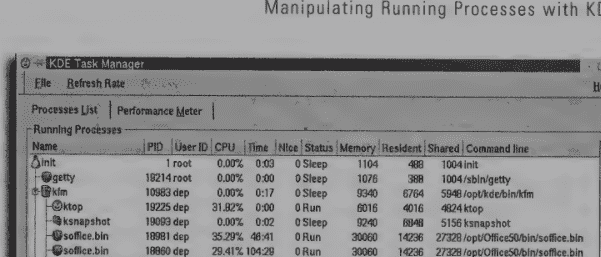 Manipulating Running Processes with KD
KDE Task Manager
File Refresh Rate
Processes List Performance Meter
Running Processes
Name PID User ID CPU Time Nice Status Memory Resident Shared Command line
init 1 root 0.00% 0:03 0 Sleep 1104 488 1004 init
getty 19214 root 0.00% 0:00 0 Sleep 1076 388 1004 /sbin/getty
kfm 10983 dep 0.00% 0:17 0 Sleep 9340 6764 5948 /opt/kde/bin/kfm
ktop 19225 dep 31.82% 0:00 0 Run 6016 4016 4824 ktop
ksnapshot 19093 dep 0.00% 0:02 0 Sleep 9240 6848 5156 ksnapshot
soffice.bin 18981 dep 35.29% 46:41 0 Run 30060 14236 27328 /opt/Office50/bin/soffice.bin
soffice.bin 18860 dep 29.41% 104:29 0 Run 30060 14236 27328 /opt/Office50/bin/soffice.bin